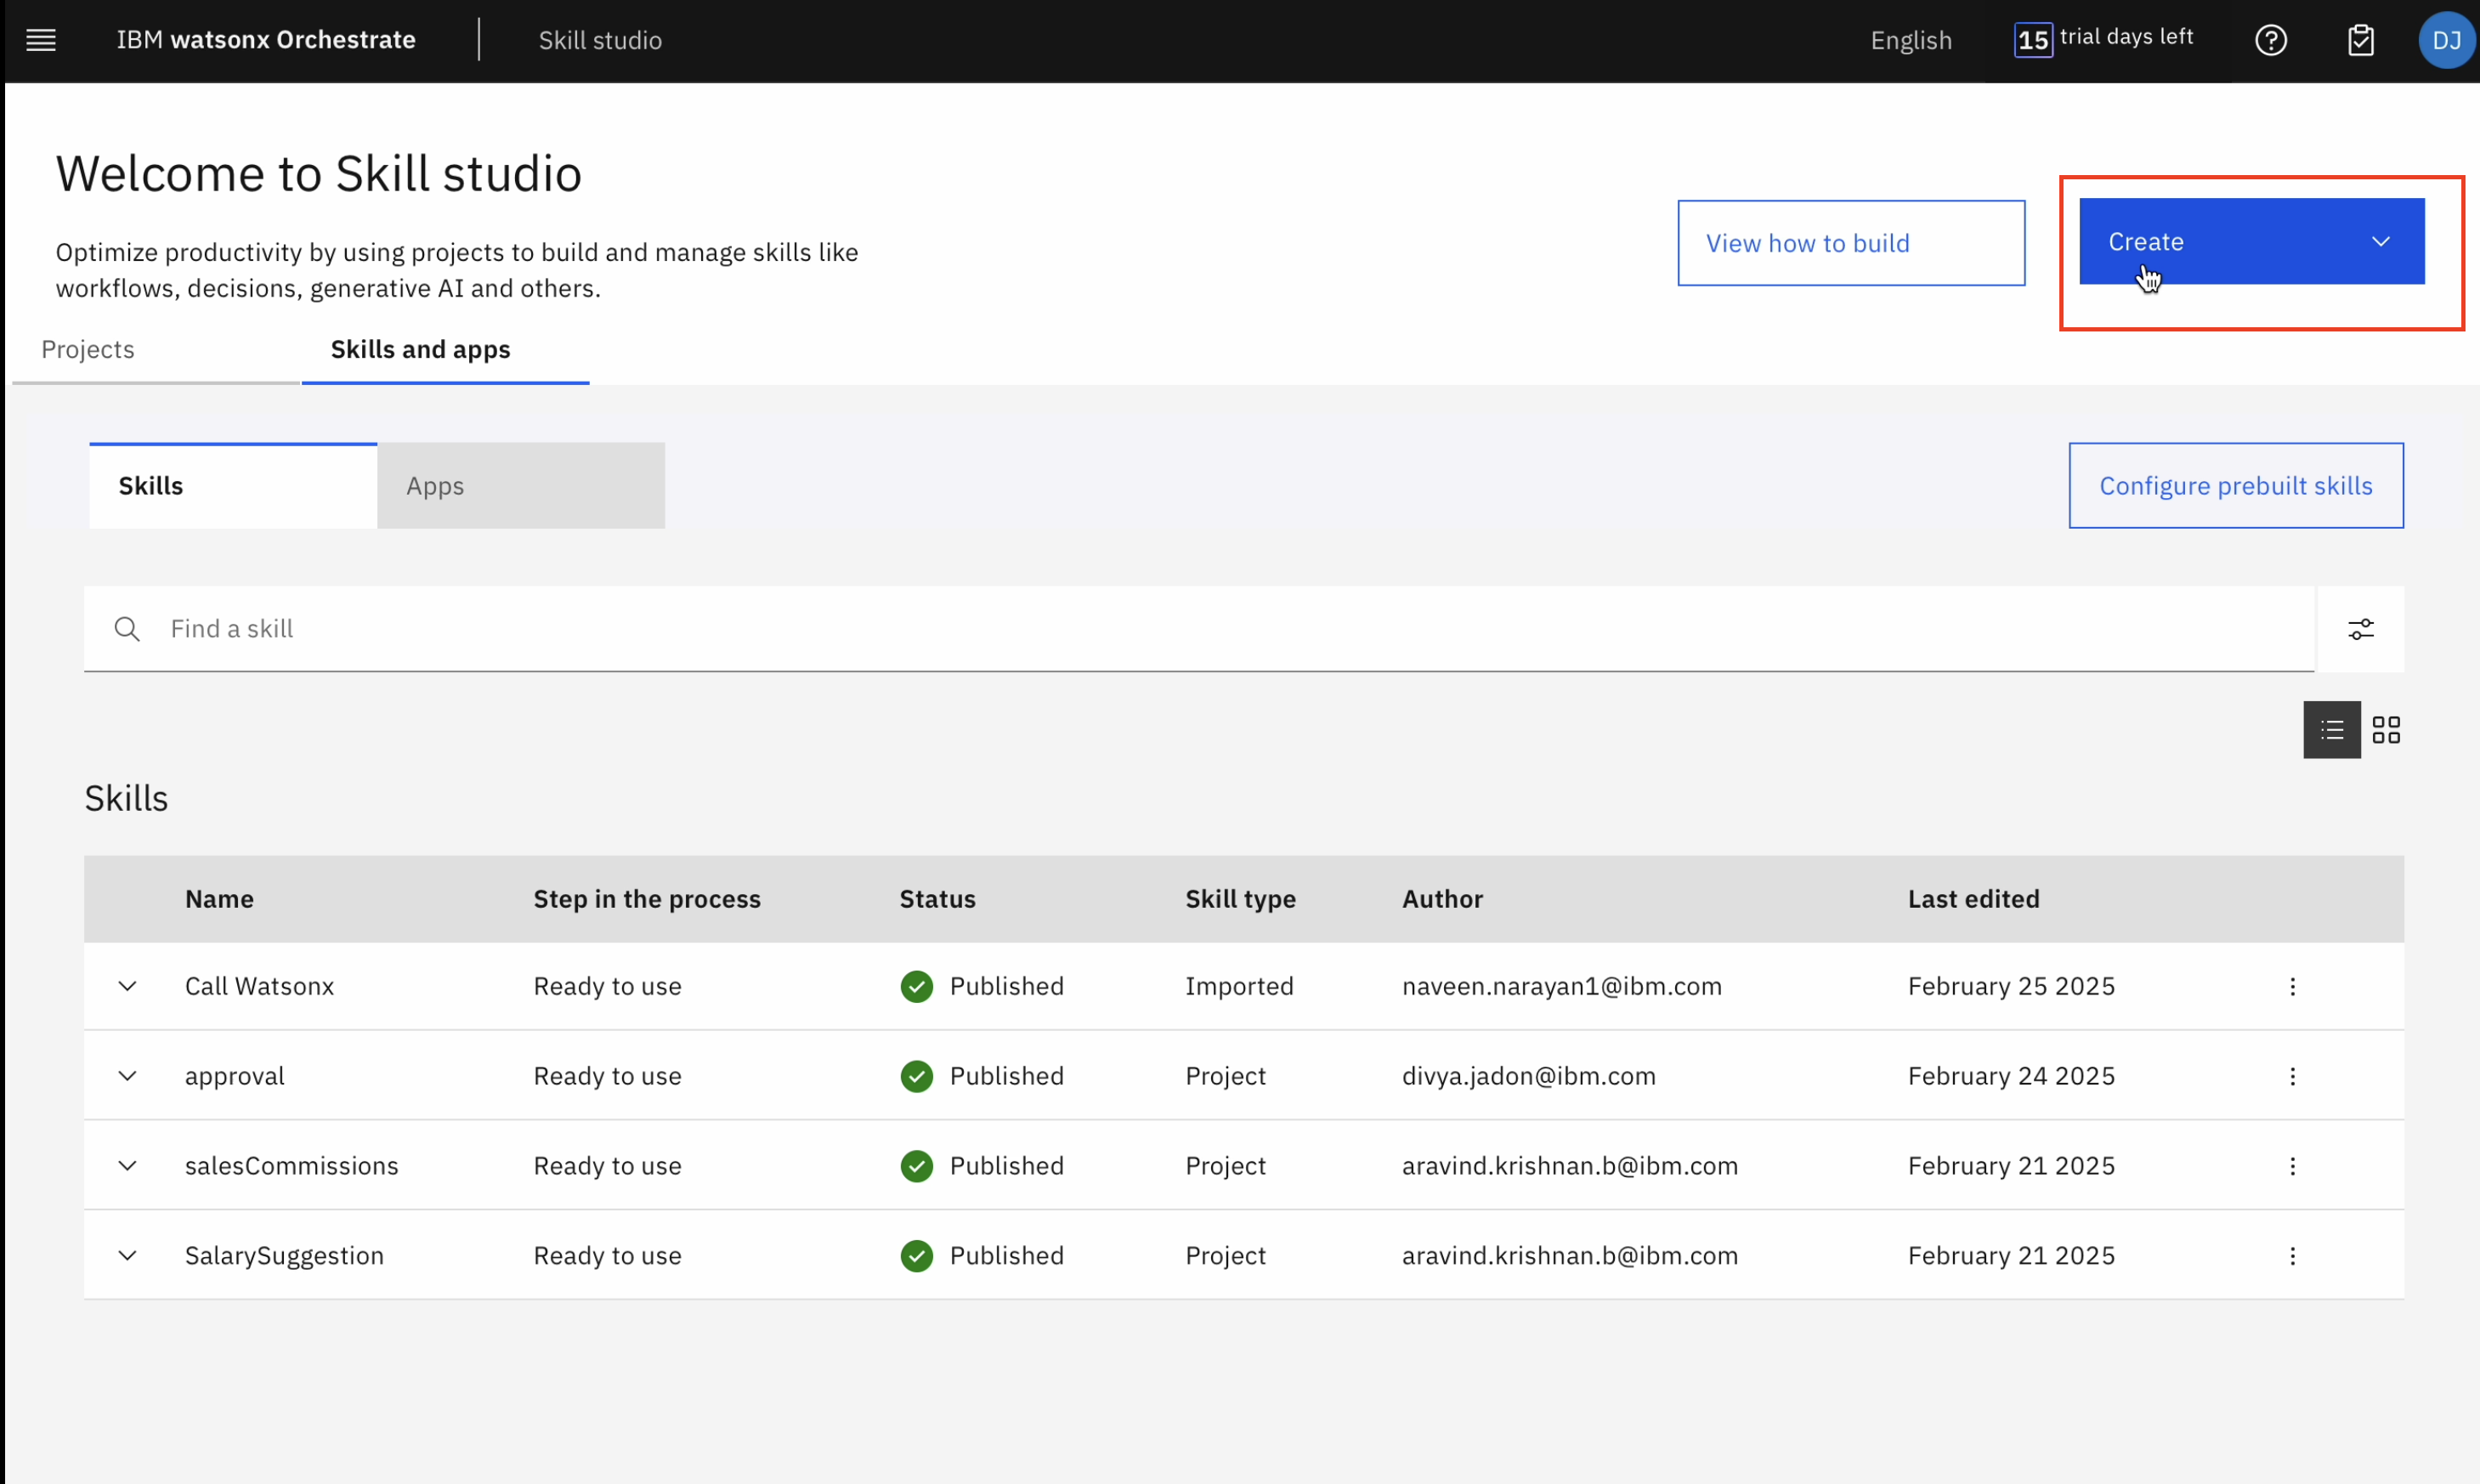 IBM watsonx Orchestrate
Skill studio
English
15 trial days left
DJ
Welcome to Skill studio
Optimize productivity by using projects to build and manage skills like
workflows, decisions, generative AI and others.
View how to build
Create
Projects
Skills and apps
Skills
Apps
Configure prebuilt skills
Find a skill
Skills
Name Step in the process Status Skill type Author Last edited
Call Watsonx Ready to use Published Imported naveen.narayan1@ibm.com February 25 2025
approval Ready to use Published Project divya.jadon@ibm.com February 24 2025
salesCommissions Ready to use Published Project aravind.krishnan.b@ibm.com February 21 2025
SalarySuggestion Ready to use Published Project aravind.krishnan.b@ibm.com February 21 2025